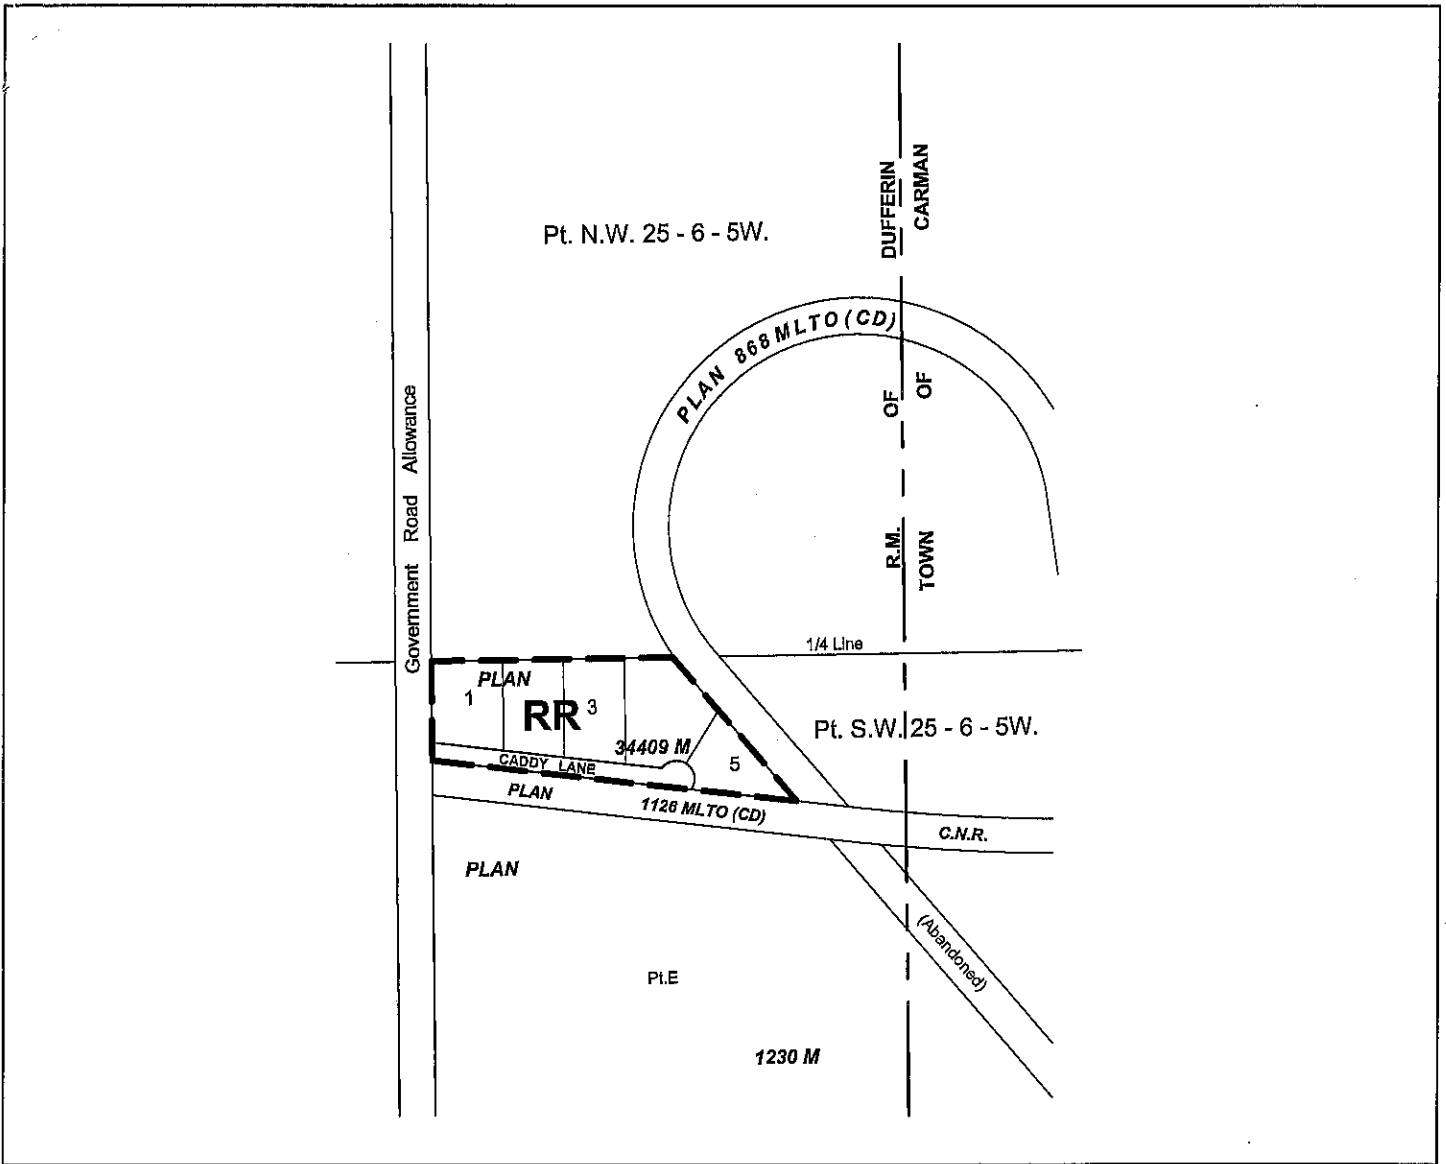 DUFFERIN
CARMAN
Pt. N.W. 25 - 6 - 5W.
PLAN 868 MLTO (CD)
OF
OF
Government Road Allowance
R.M.
TOWN
1/4 Line
PLAN
1
RR
3
Pt. S.W. 25 - 6 - 5W.
34409 M
5
CADDY LANE
PLAN
1126 MLTO (CD)
C.N.R.
PLAN
(Abandoned)
Pt.E
1230 M